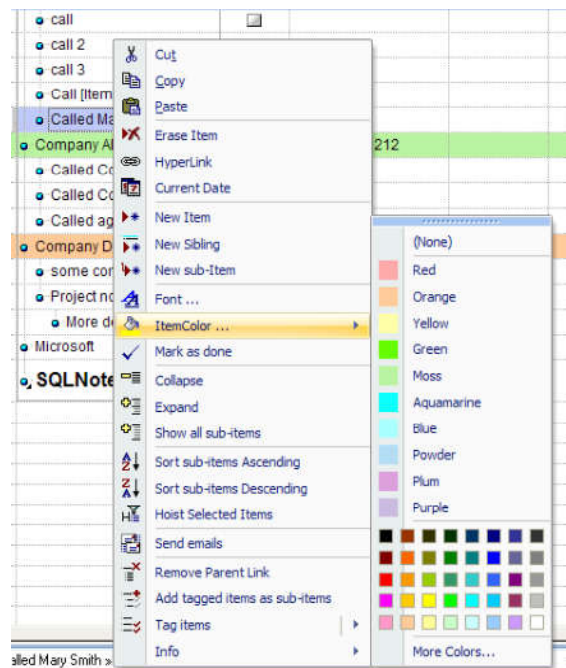 call
call 2
call 3
Call [Item
Called Ma
Company Al
212
Called Co
Called Co
Called ag
Company D
some cor
Project no
More de
Microsoft
SQLNote
Cut
Copy
Paste
Erase Item
HyperLink
Current Date
New Item
New Sibling
New sub-Item
Font ...
ItemColor ...
Mark as done
Collapse
Expand
Show all sub-items
Sort sub-items Ascending
Sort sub-items Descending
Hoist Selected Items
Send emails
Remove Parent Link
Add tagged items as sub-items
Tag items
Info
(None)
Red
Orange
Yellow
Green
Moss
Aquamarine
Blue
Powder
Plum
Purple
More Colors...
alled Mary Smith »